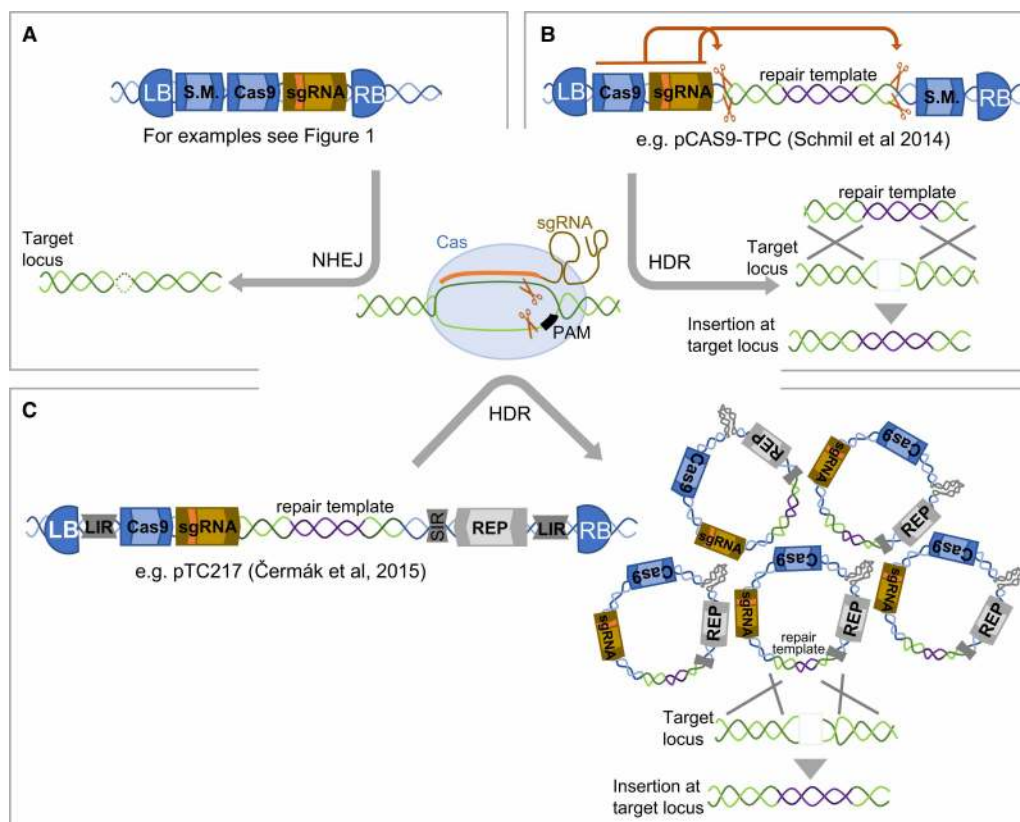 A
LB S.M. Cas9 sgRNA RB
For examples see Figure 1
Target
locus
NHEJ
B
LB Cas9 sgRNA repair template S.M. RB
e.g. pCAS9-TPC (Schmil et al 2014)
sgRNA
Cas
PAM
HDR
repair template
Target
locus
Insertion at
target locus
C
HDR
LB LIR Cas9 sgRNA repair template SIR REP LIR RB
e.g. pTC217 (Čermák et al, 2015)
Cas9 REP sgRNA
sgRNA Cas9 REP
Cas9 sgRNA REP
Cas9 sgRNA REP
repair
template
Cas9 sgRNA REP
Target
locus
Insertion at
target locus